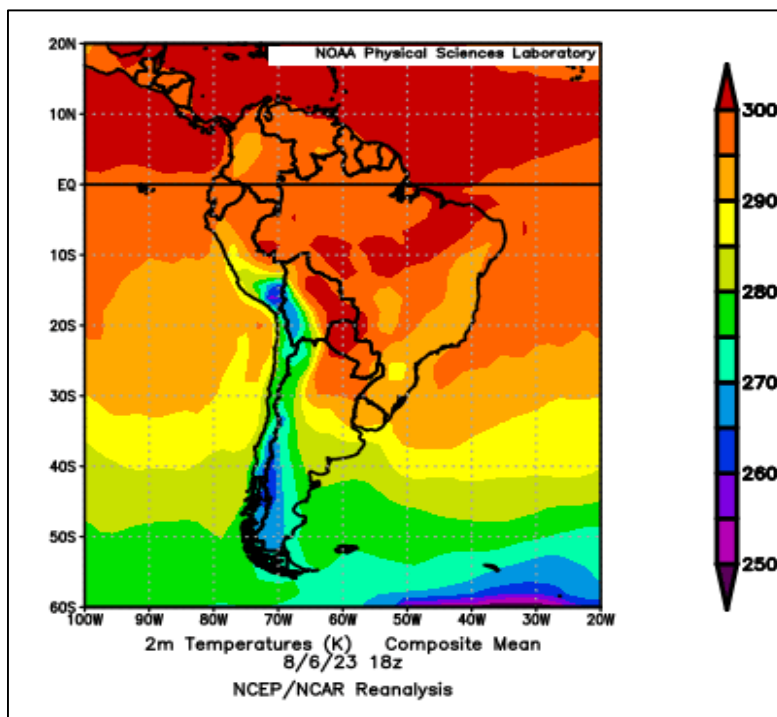 NOAA Physical Sciences Laboratory
20N
10N
EQ
10S
20S
30S
40S
50S
60S
100W 90W 80W 70W 60W 50W 40W 30W 20W
300
290
280
270
260
250
2m Temperatures (K) Composite Mean
8/6/23 18z
NCEP/NCAR Reanalysis